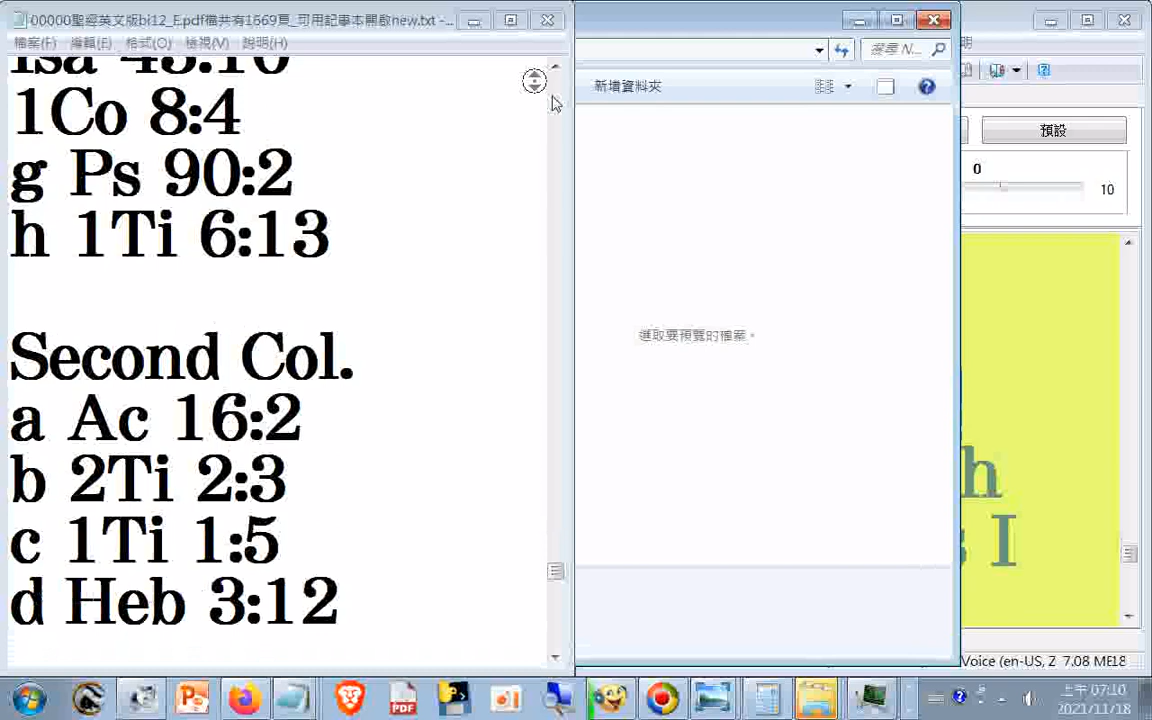 00000聖經英文版bi12_E.pdf檔共有1669頁_可用記事本開啟new.txt - ...
檔案(F) 編輯(E) 格式(O) 檢視(V) 說明(H)
1Co 8:4
g Ps 90:2
h 1Ti 6:13
Second Col.
a Ac 16:2
b 2Ti 2:3
c 1Ti 1:5
d Heb 3:12
搜尋 N...
新增資料夾
選取要預覽的檔案。
明
預設
0
10
h
s I
Voice (en-US, Z 7.08 ME18
上午 07:10
2021/11/18